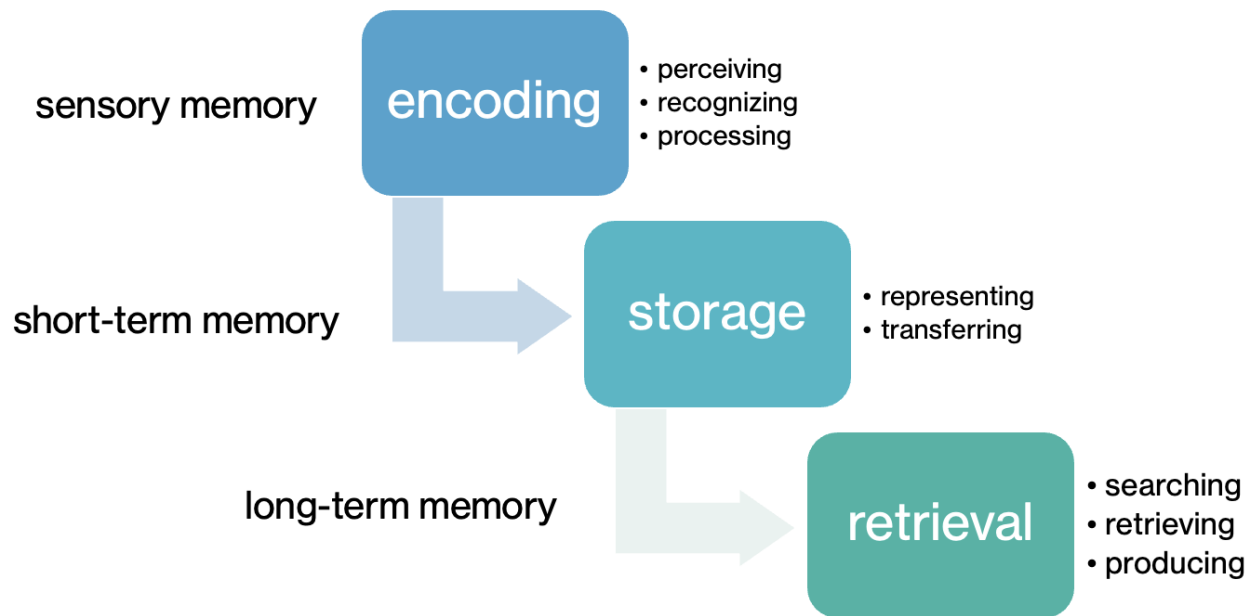 sensory memory
encoding
• perceiving
• recognizing
• processing
short-term memory
storage
• representing
• transferring
long-term memory
retrieval
• searching
• retrieving
• producing